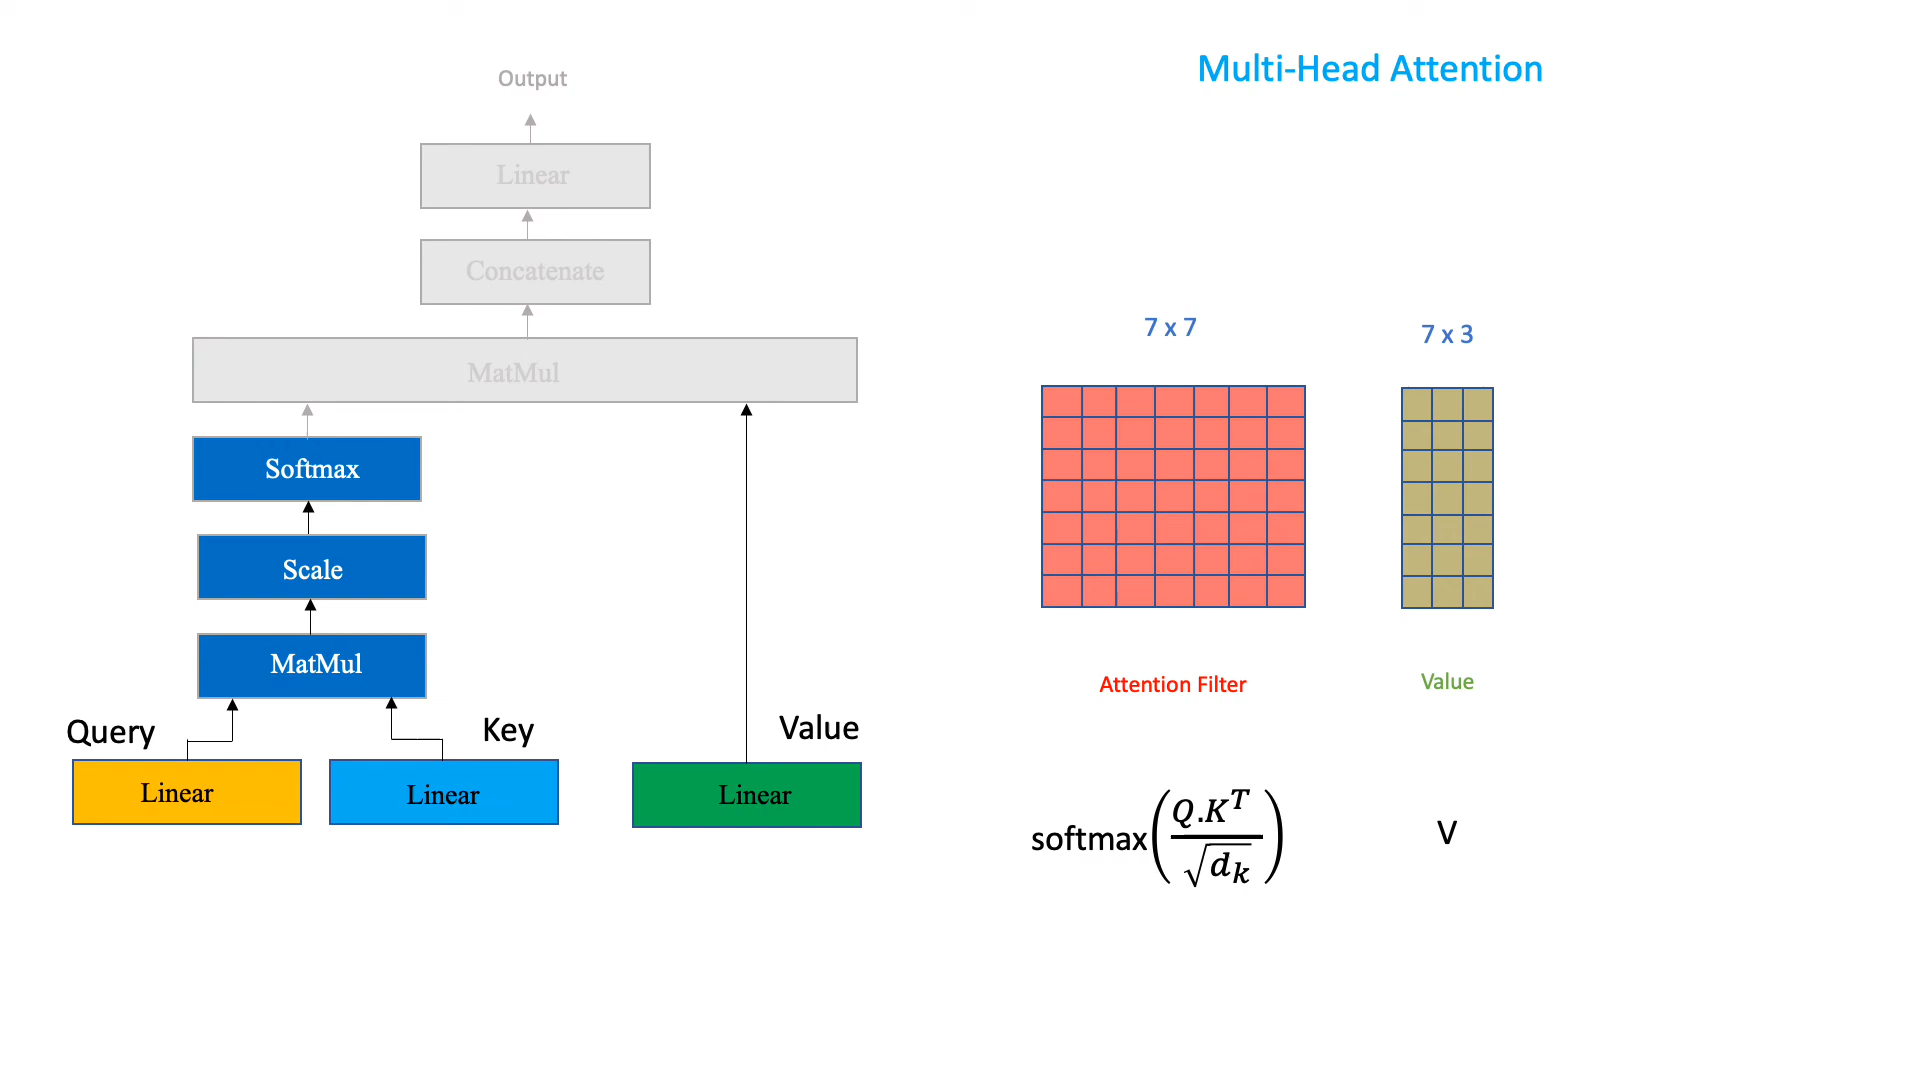 Multi-Head Attention
Output
Linear
Concatenate
MatMul
Softmax
Scale
MatMul
Query
Key
Value
Linear
Linear
Linear
7 x 7
7 x 3
Attention Filter
Value
softmax(Q.K^T / √d_k)
V